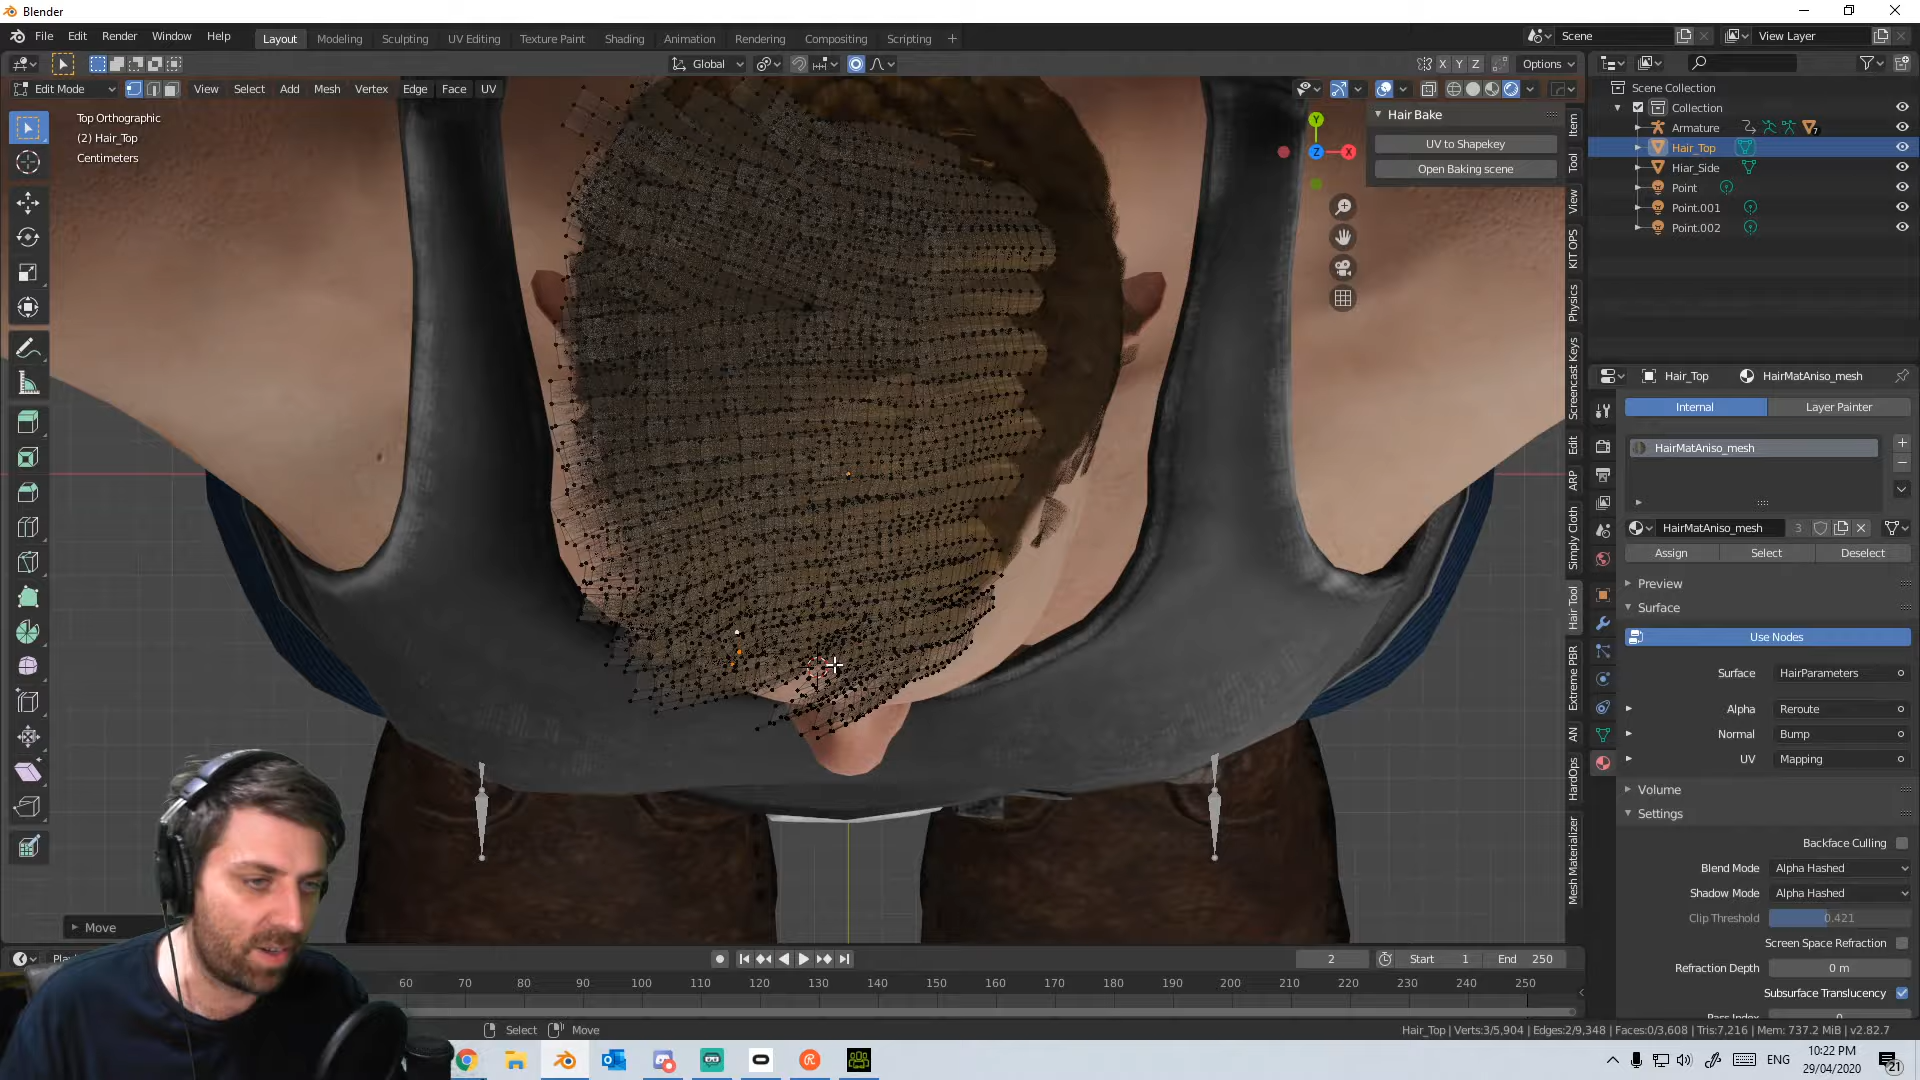 Blender
File Edit Render Window Help
Layout Modeling Sculpting UV Editing Texture Paint Shading Animation Rendering Compositing Scripting
Scene
View Layer
Global
X Y Z
Options
Edit Mode
View Select Add Mesh Vertex Edge Face UV
Top Orthographic
(2) Hair_Top
Centimeters
Hair Bake
UV to Shapekey
Open Baking scene
Y
Z
X
Item
Tool
View
KIT OPS
Physics
Screencast Keys
Edit
ARP
Simply Cloth
Hair Tool
Extreme PBR
AN
HardOps
Mesh Materializer
Scene Collection
Collection
Armature
7
Hair_Top
Hiar_Side
Point
Point.001
Point.002
Hair_Top
HairMatAniso_mesh
Internal
Layer Painter
HairMatAniso_mesh
HairMatAniso_mesh
3
Assign
Select
Deselect
Preview
Surface
Use Nodes
Surface HairParameters
Alpha Reroute
Normal Bump
UV Mapping
Volume
Settings
Backface Culling
Blend Mode Alpha Hashed
Shadow Mode Alpha Hashed
Clip Threshold 0.421
Screen Space Refraction
Refraction Depth 0 m
Subsurface Translucency
Move
2
Start 1
End 250
60 70 80 90 100 110 120 130 140 150 160 170 180 190 200 210 220 230 240 250
Select
Move
Hair_Top | Verts:3/5,904 | Edges:2/9,348 | Faces:0/3,608 | Tris:7,216 | Mem: 737.2 MiB | v2.82.7
ENG
10:22 PM
29/04/2020
21